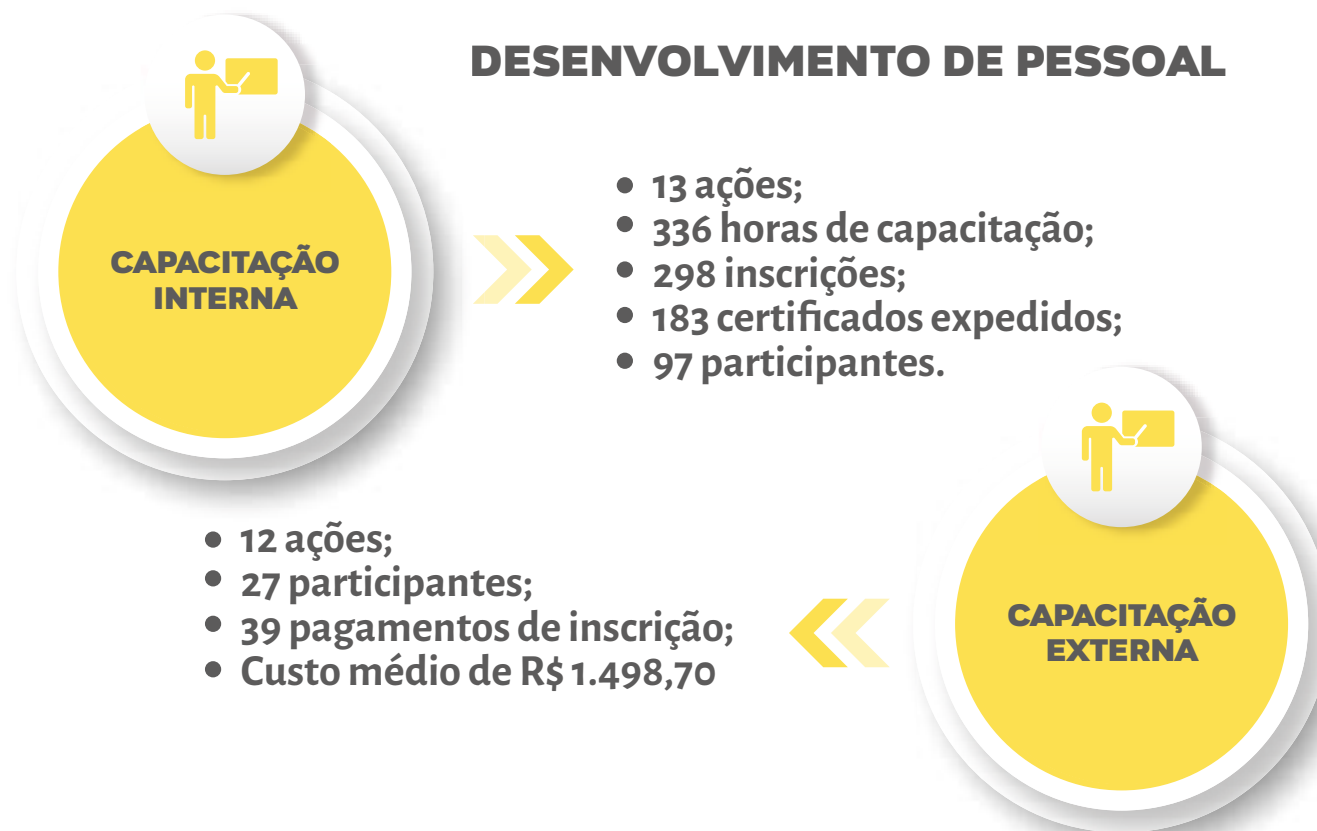 DESENVOLVIMENTO DE PESSOAL
CAPACITAÇÃO
INTERNA
• 13 ações;
• 336 horas de capacitação;
• 298 inscrições;
• 183 certificados expedidos;
• 97 participantes.
• 12 ações;
• 27 participantes;
• 39 pagamentos de inscrição;
• Custo médio de R$ 1.498,70
CAPACITAÇÃO
EXTERNA